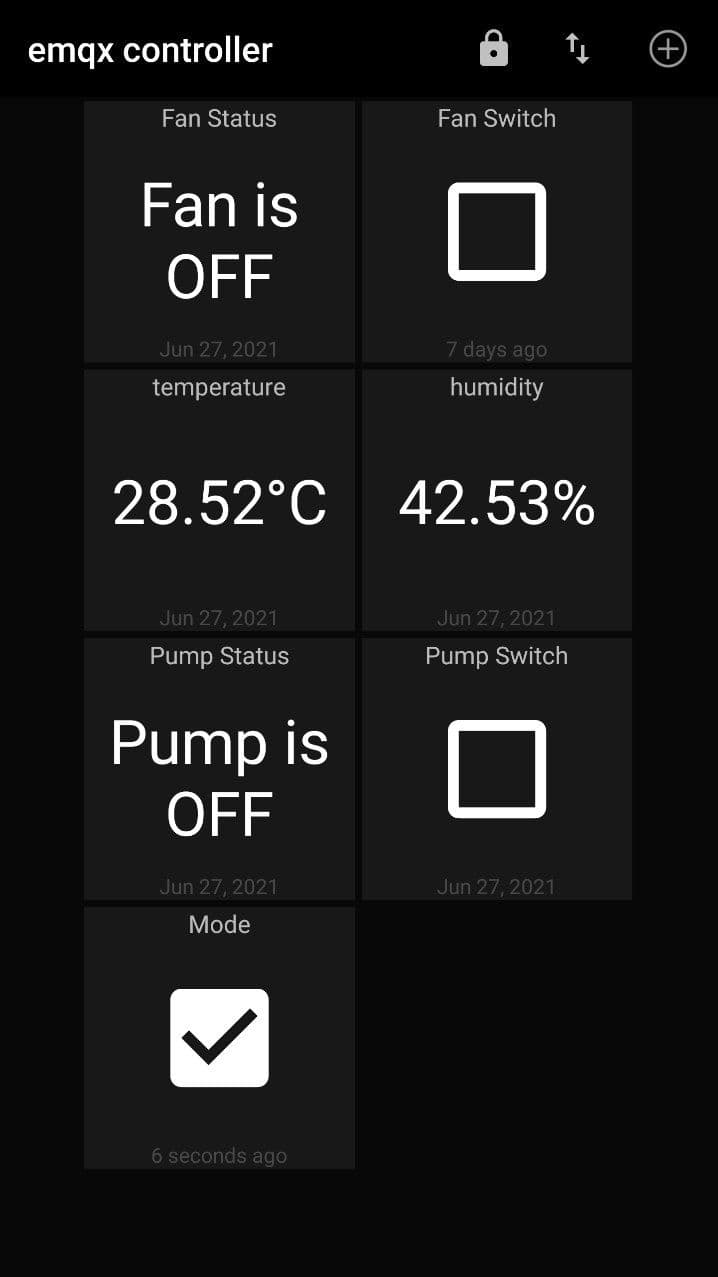 emqx controller
Fan Status
Fan is
OFF
Jun 27, 2021
Fan Switch
7 days ago
temperature
28.52°C
Jun 27, 2021
humidity
42.53%
Jun 27, 2021
Pump Status
Pump is
OFF
Jun 27, 2021
Pump Switch
Jun 27, 2021
Mode
6 seconds ago